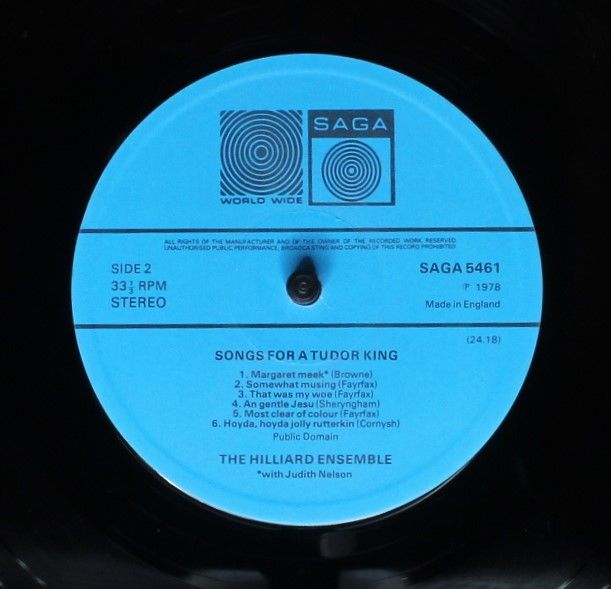 SAGA
WORLD WIDE
ALL RIGHTS OF THE MANUFACTURER AND OF THE OWNER OF THE RECORDED WORK RESERVED.
UNAUTHORISED PUBLIC PERFORMANCE, BROADCASTING AND COPYING OF THIS RECORD PROHIBITED.
SIDE 2
SAGA 5461
33 1/3 RPM
℗ 1978
STEREO
Made in England
(24.18)
SONGS FOR A TUDOR KING
1. Margaret meek* (Browne)
2. Somewhat musing (Fayrfax)
3. That was my woe (Fayrfax)
4. An gentle Jesu (Sheryngham)
5. Most clear of colour (Fayrfax)
6. Hoyda, hoyda jolly rutterkin (Cornysh)
Public Domain
THE HILLIARD ENSEMBLE
*with Judith Nelson